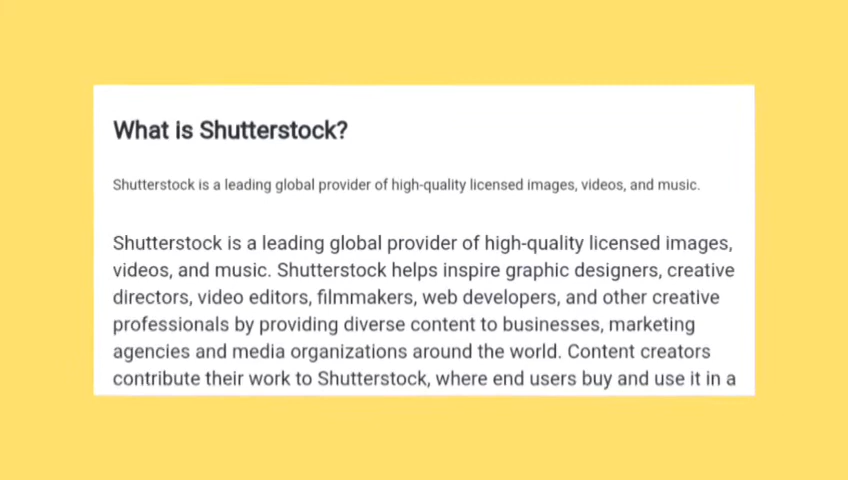 What is Shutterstock?
Shutterstock is a leading global provider of high-quality licensed images, videos, and music.
Shutterstock is a leading global provider of high-quality licensed images,
videos, and music. Shutterstock helps inspire graphic designers, creative
directors, video editors, filmmakers, web developers, and other creative
professionals by providing diverse content to businesses, marketing
agencies and media organizations around the world. Content creators
contribute their work to Shutterstock, where end users buy and use it in a